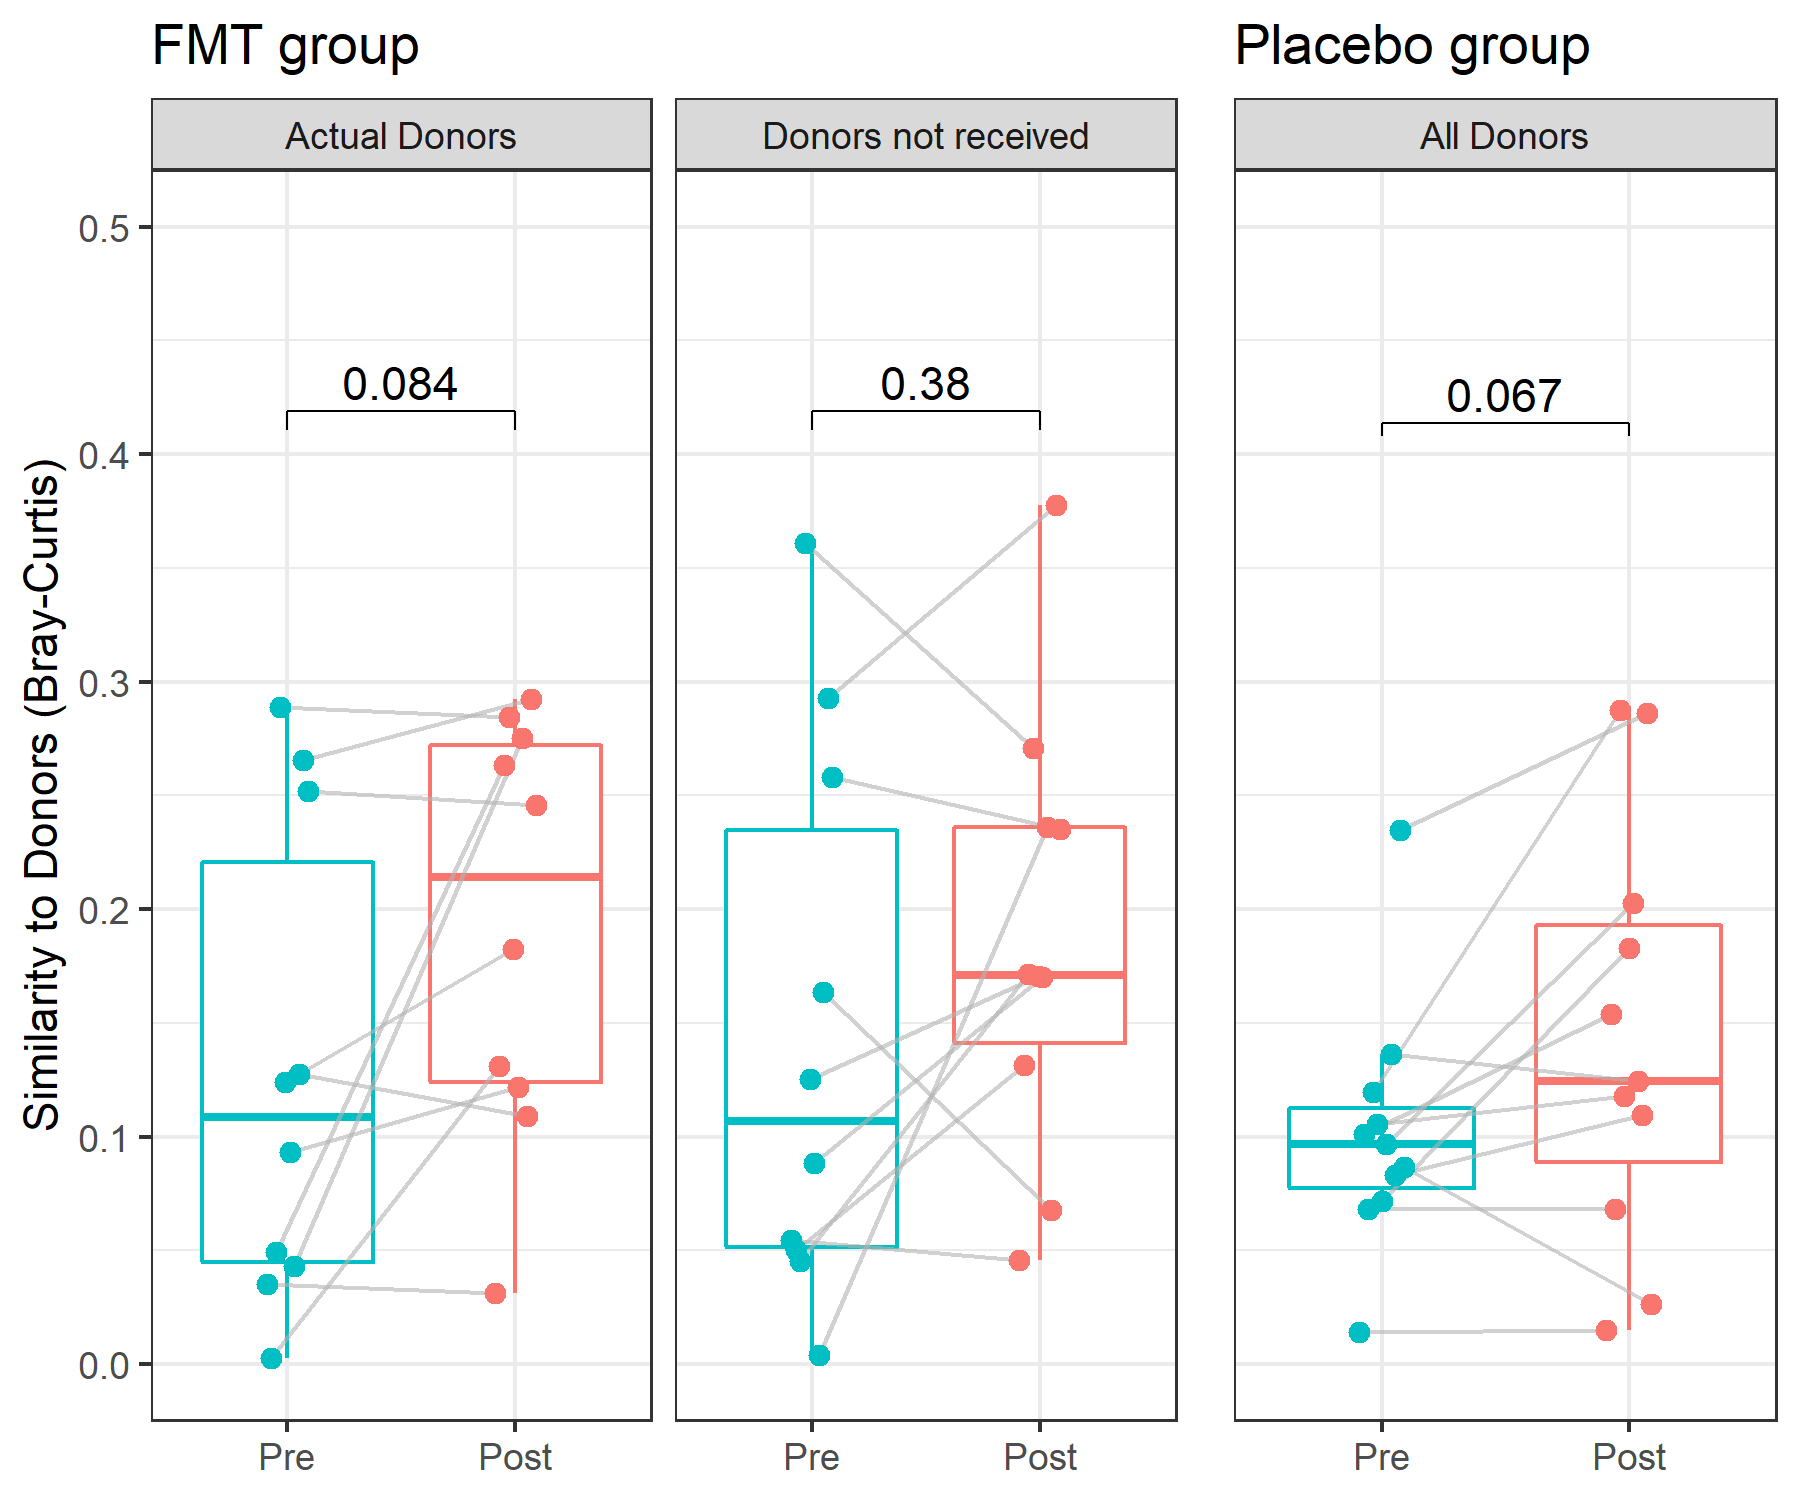 FMT group
Placebo group
Actual Donors
Donors not received
All Donors
Similarity to Donors (Bray-Curtis)
0.5
0.4
0.3
0.2
0.1
0.0
0.084
0.38
0.067
Pre
Post
Pre
Post
Pre
Post